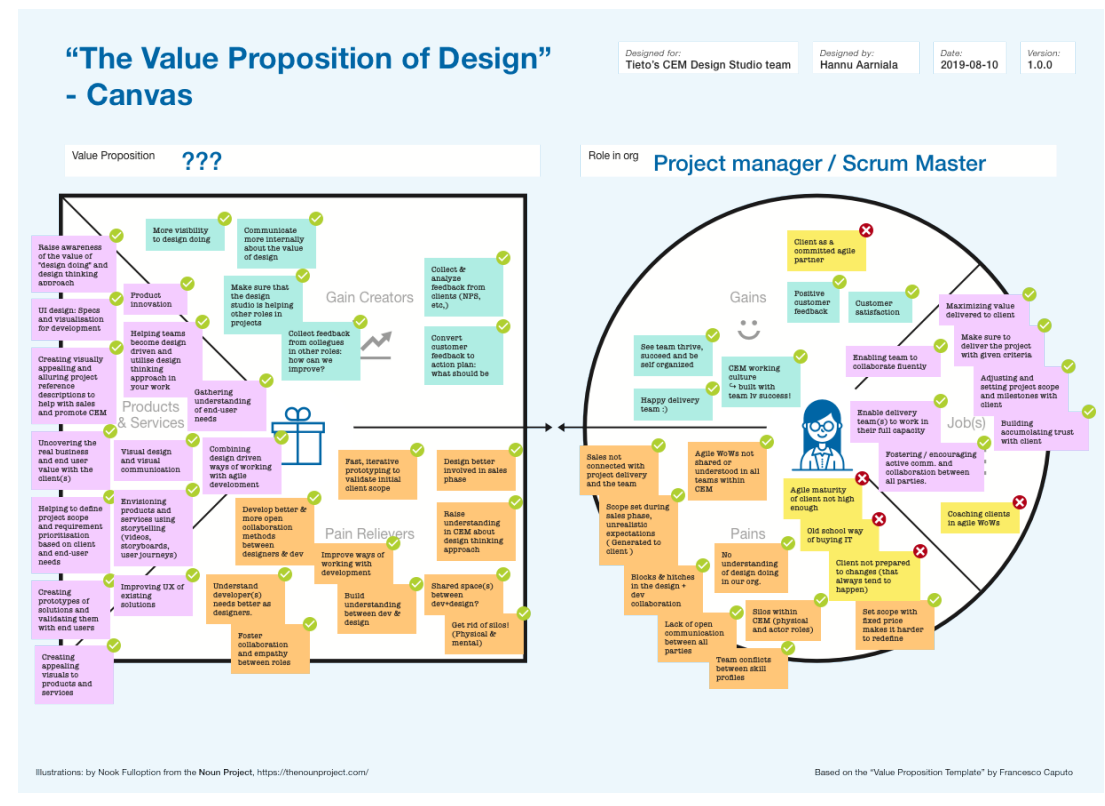 “The Value Proposition of Design”
- Canvas
Designed for:
Tieto's CEM Design Studio team
Designed by:
Hannu Aarniala
Date:
2019-08-10
Version:
1.0.0
Value Proposition
???
Role in org
Project manager / Scrum Master
Raise awareness
of the value of
"design doing" and
design thinking
approach
More visibility
to design doing
Communicate
more internally
about the value
of design
Product
innovation
Make sure that
the design
studio is helping
other roles in
projects
Gain Creators
Collect &
analyze
feedback from
clients (NPS,
etc,)
UI design: Specs
and visualisation
for development
Helping teams
become design
driven and
utilise design
thinking
approach in
your work
Collect feedback
from collegues
in other roles:
how can we
improve?
Convert
customer
feedback to
action plan:
what should be
Creating visually
appealing and
alluring project
reference
descriptions to
help with sales
and promote CEM
Gathering
understanding
of end-user
needs
Products
& Services
Uncovering the
real business
and end user
value with the
client(s)
Visual design
and visual
communication
Combining
design driven
ways of working
with agile
development
Fast, iterative
prototyping to
validate initial
client scope
Design better
involved in sales
phase
Helping to define
project scope
and requirement
prioritisation
based on client
and end-user
needs
Envisioning
products and
services using
storytelling
(videos,
storyboards,
user journeys)
Develop better &
more open
collaboration
methods
between
designers & dev
Pain Relievers
Raise
understanding
in CEM about
design thinking
approach
Improve ways of
working with
development
Creating
prototypes of
solutions and
validating them
with end users
Improving UX of
existing
solutions
Understand
developer(s)
needs better as
designers.
Build
understanding
between dev &
design
Shared space(s)
between
dev+design?
Get rid of silos!
(Physical &
mental)
Foster
collaboration
and empathy
between roles
Creating
appealing
visuals to
products and
services
Client as a
committed agile
partner
Gains
Positive
customer
feedback
Customer
satisfaction
Maximizing value
delivered to client
See team thrive,
succeed and be
self organized
CEM working
culture
↪ built with
team lv success!
Happy delivery
team :)
Enabling team to
collaborate fluently
Make sure to
deliver the project
with given criteria
Adjusting and
setting project scope
and milestones with
client
Enable delivery
team(s) to work in
their full capacity
Job(s)
Building
accumolating trust
with client
Fostering / encouraging
active comm. and
collaboration between
all parties.
Sales not
connected with
project delivery
and the team
Agile WoWs not
shared or
understood in all
teams within
CEM
Agile maturity
of client not high
enough
Coaching clients
in agile WoWs
Scope set during
sales phase,
unrealistic
expectations
( Generated to
client )
Pains
Old school way
of buying IT
No
understanding
of design doing
in our org.
Client not prepared
to changes (that
always tend to
happen)
Blocks & hitches
in the design +
dev
collaboration
Silos within
CEM (physical
and actor roles)
Set scope with
fixed price
makes it harder
to redefine
Lack of open
communication
between all
parties
Team conflicts
between skill
profiles
Illustrations: by Nook Fulloption from the Noun Project, https://thenounproject.com/
Based on the “Value Proposition Template” by Francesco Caputo